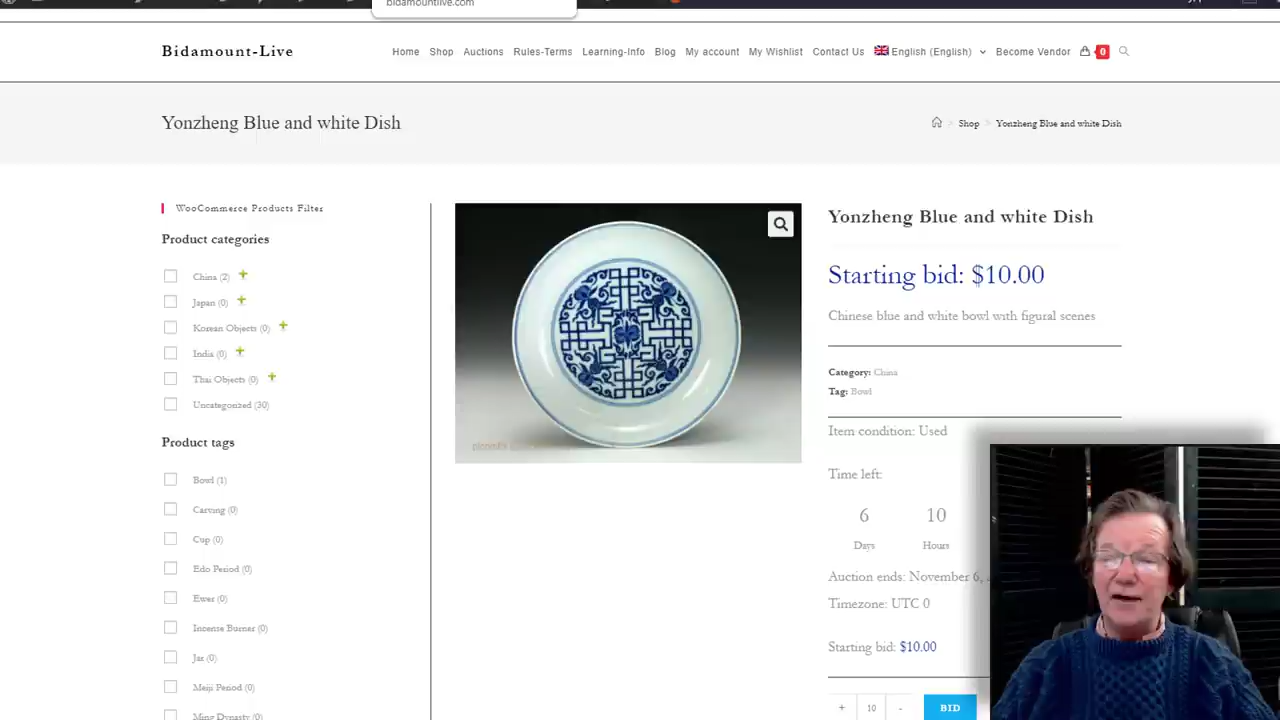 bidamountlive.com
Bidamount-Live
Home Shop Auctions Rules-Terms Learning-Info Blog My account My Wishlist Contact Us English (English) Become Vendor 0
Yonzheng Blue and white Dish
> Shop > Yonzheng Blue and white Dish
WooCommerce Products Filter
Product categories
China (2)
Japan (0)
Korean Objects (0)
India (0)
Thai Objects (0)
Uncategorized (30)
Product tags
Bowl (1)
Carving (0)
Cup (0)
Edo Period (0)
Ewer (0)
Incense Burner (0)
Jar (0)
Meiji Period (0)
Ming Dynasty (0)
Yonzheng Blue and white Dish
Starting bid: $10.00
Chinese blue and white bowl with figural scenes
Category: China
Tag: Bowl
Item condition: Used
Time left:
6 10
Days Hours
Auction ends: November 6,
Timezone: UTC 0
Starting bid: $10.00
+ 10 - BID